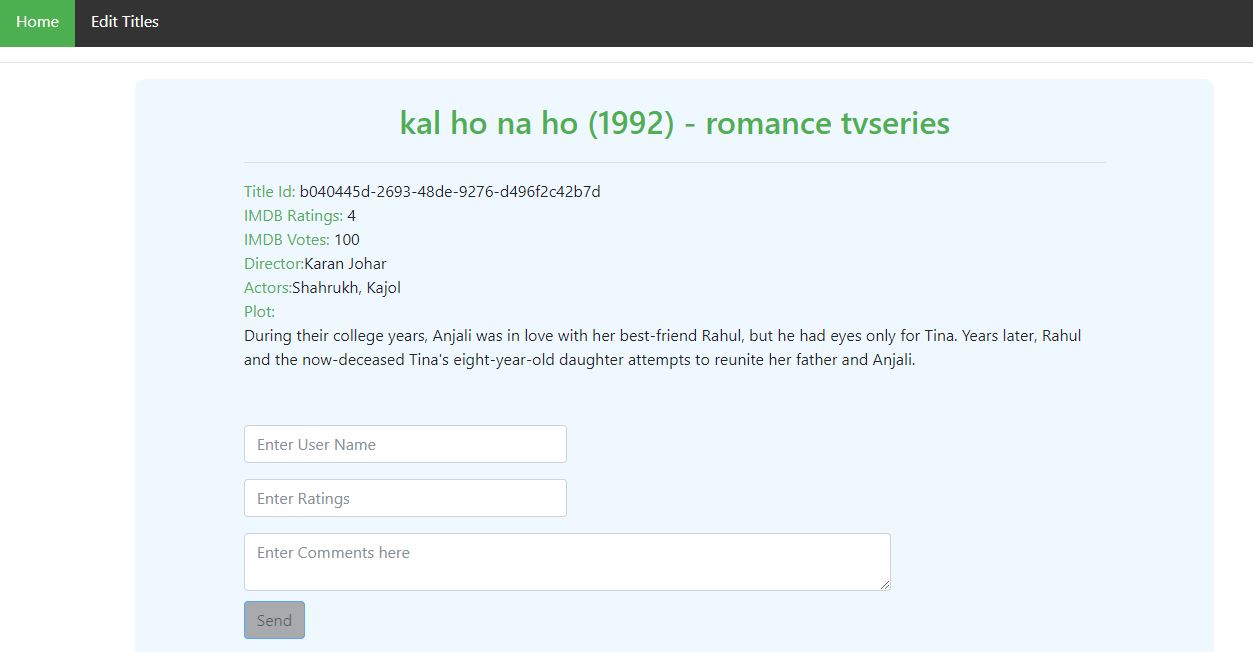 Home Edit Titles
kal ho na ho (1992) - romance tvseries
Title Id: b040445d-2693-48de-9276-d496f2c42b7d
IMDB Ratings: 4
IMDB Votes: 100
Director:Karan Johar
Actors:Shahrukh, Kajol
Plot:
During their college years, Anjali was in love with her best-friend Rahul, but he had eyes only for Tina. Years later, Rahul
and the now-deceased Tina's eight-year-old daughter attempts to reunite her father and Anjali.
Enter User Name
Enter Ratings
Enter Comments here
Send